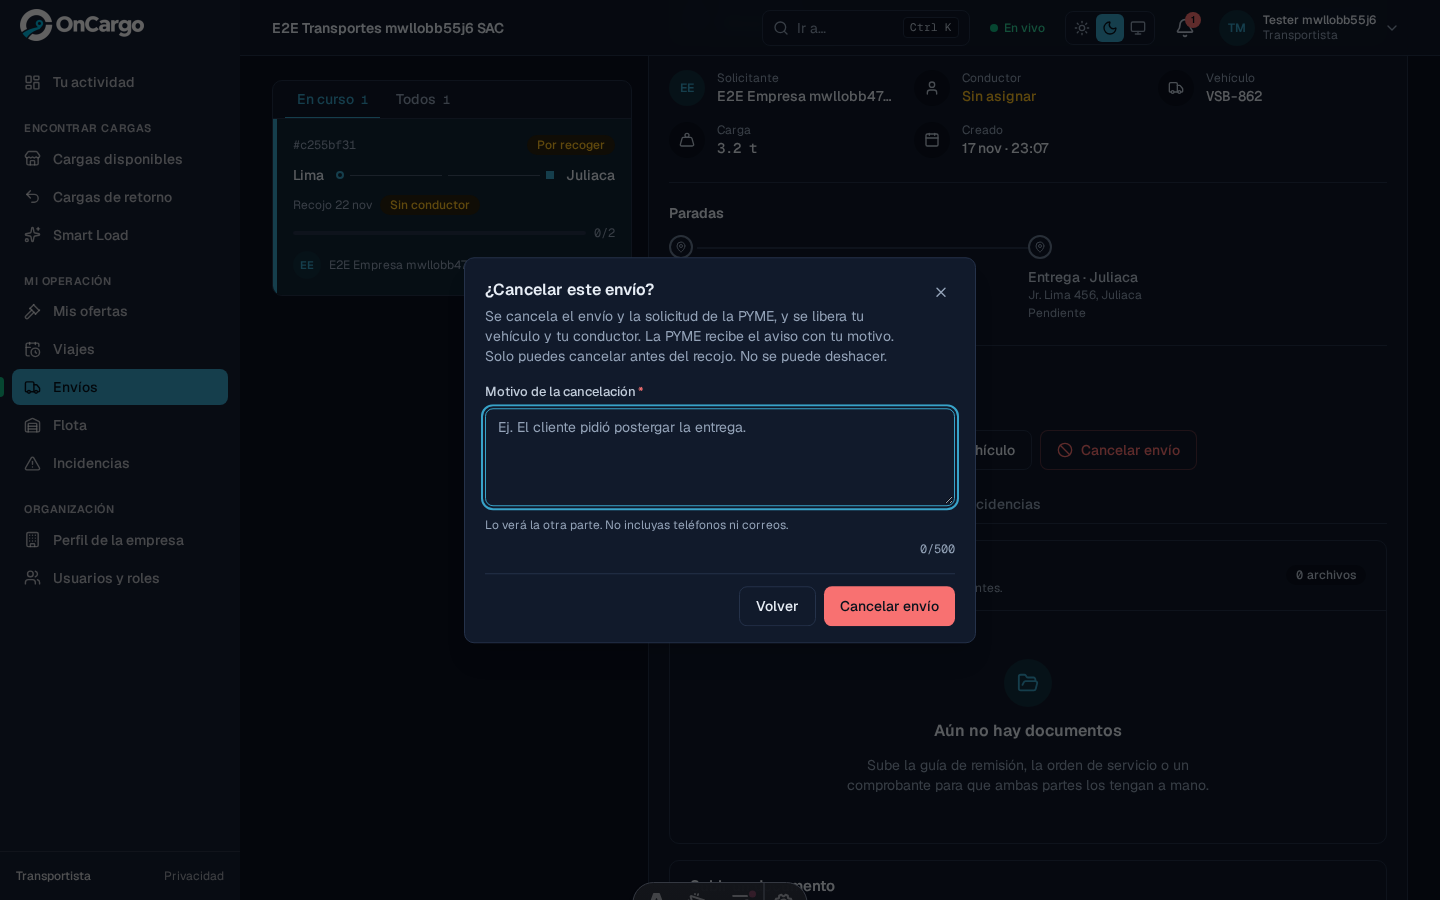 OnCargo
E2E Transportes mwllobb55j6 SAC
Ir a...
Ctrl K
En vivo
1
TM
Tester mwllobb55j6
Transportista
Tu actividad
ENCONTRAR CARGAS
Cargas disponibles
Cargas de retorno
Smart Load
MI OPERACIÓN
Mis ofertas
Viajes
Envíos
Flota
Incidencias
ORGANIZACIÓN
Perfil de la empresa
Usuarios y roles
Transportista
Privacidad
En curso 1
Todos 1
#c255bf31
Por recoger
Lima
Juliaca
Recojo 22 nov
Sin conductor
0/2
EE
E2E Empresa mwllobb47
EE
Solicitante
E2E Empresa mwllobb47...
Conductor
Sin asignar
Vehículo
VSB-862
Carga
3.2 t
Creado
17 nov · 23:07
Paradas
Entrega · Juliaca
Jr. Lima 456, Juliaca
Pendiente
Cancelar envío
0 archivos
Aún no hay documentos
Sube la guía de remisión, la orden de servicio o un
comprobante para que ambas partes los tengan a mano.
¿Cancelar este envío?
Se cancela el envío y la solicitud de la PYME, y se libera tu
vehículo y tu conductor. La PYME recibe el aviso con tu motivo.
Solo puedes cancelar antes del recojo. No se puede deshacer.
Motivo de la cancelación *
Ej. El cliente pidió postergar la entrega.
Lo verá la otra parte. No incluyas teléfonos ni correos.
0/500
Volver
Cancelar envío